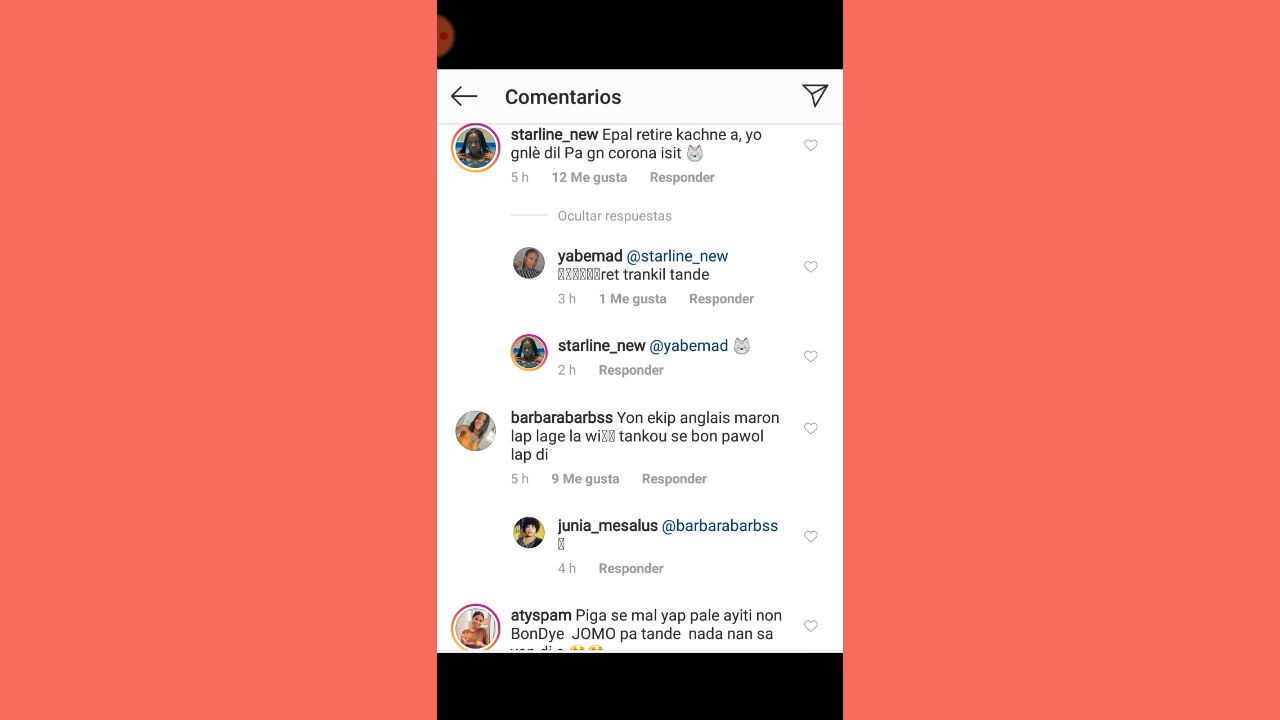 Comentarios
starline_new Epal retire kachne a, yo
gnlè dil Pa gn corona isit
5 h 12 Me gusta Responder
Ocultar respuestas
yabemad @starline_new
ret trankil tande
3 h 1 Me gusta Responder
starline_new @yabemad
2 h Responder
barbarabarbss Yon ekip anglais maron
lap lage la wi tankou se bon pawol
lap di
5 h 9 Me gusta Responder
junia_mesalus @barbarabarbss
4 h Responder
atyspam Piga se mal yap pale ayiti non
BonDye JOMO pa tande nada nan sa